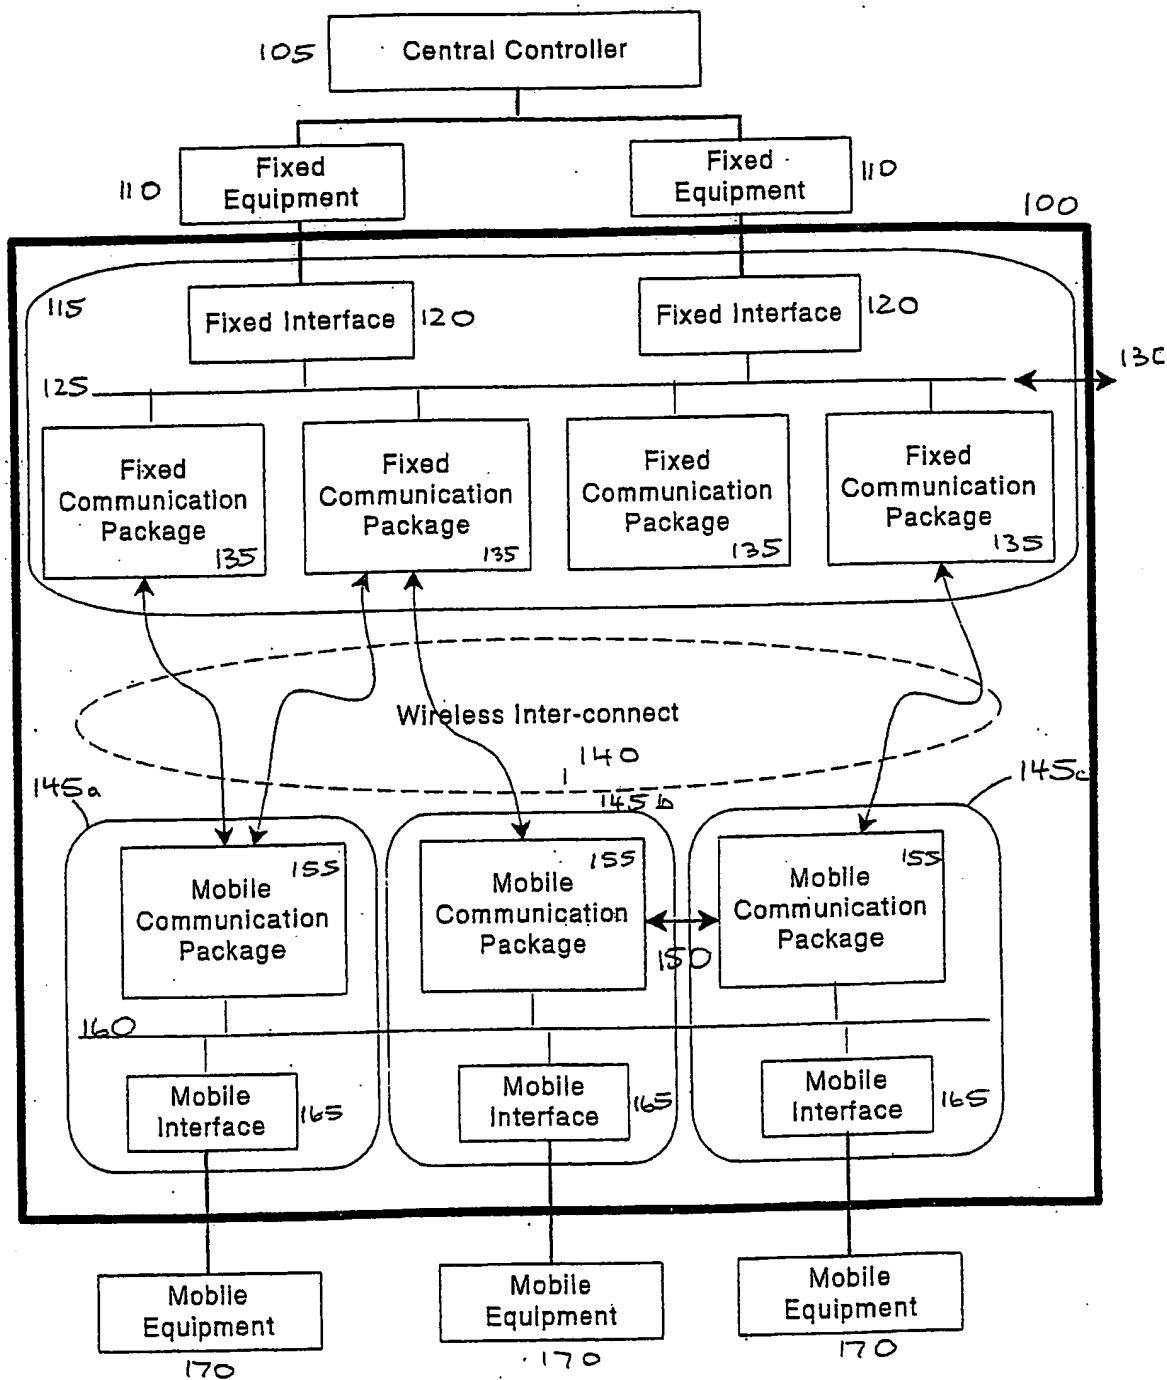 105
Central Controller
110
Fixed
Equipment
Fixed
Equipment
110
100
115
Fixed Interface
120
Fixed Interface
120
125
130
Fixed
Communication
Package
135
Fixed
Communication
Package
135
Fixed
Communication
Package
135
Fixed
Communication
Package
135
Wireless Inter-connect
140
145a
145b
145c
155
Mobile
Communication
Package
155
Mobile
Communication
Package
150
155
Mobile
Communication
Package
160
Mobile
Interface
165
Mobile
Interface
165
Mobile
Interface
165
Mobile
Equipment
170
Mobile
Equipment
170
Mobile
Equipment
170